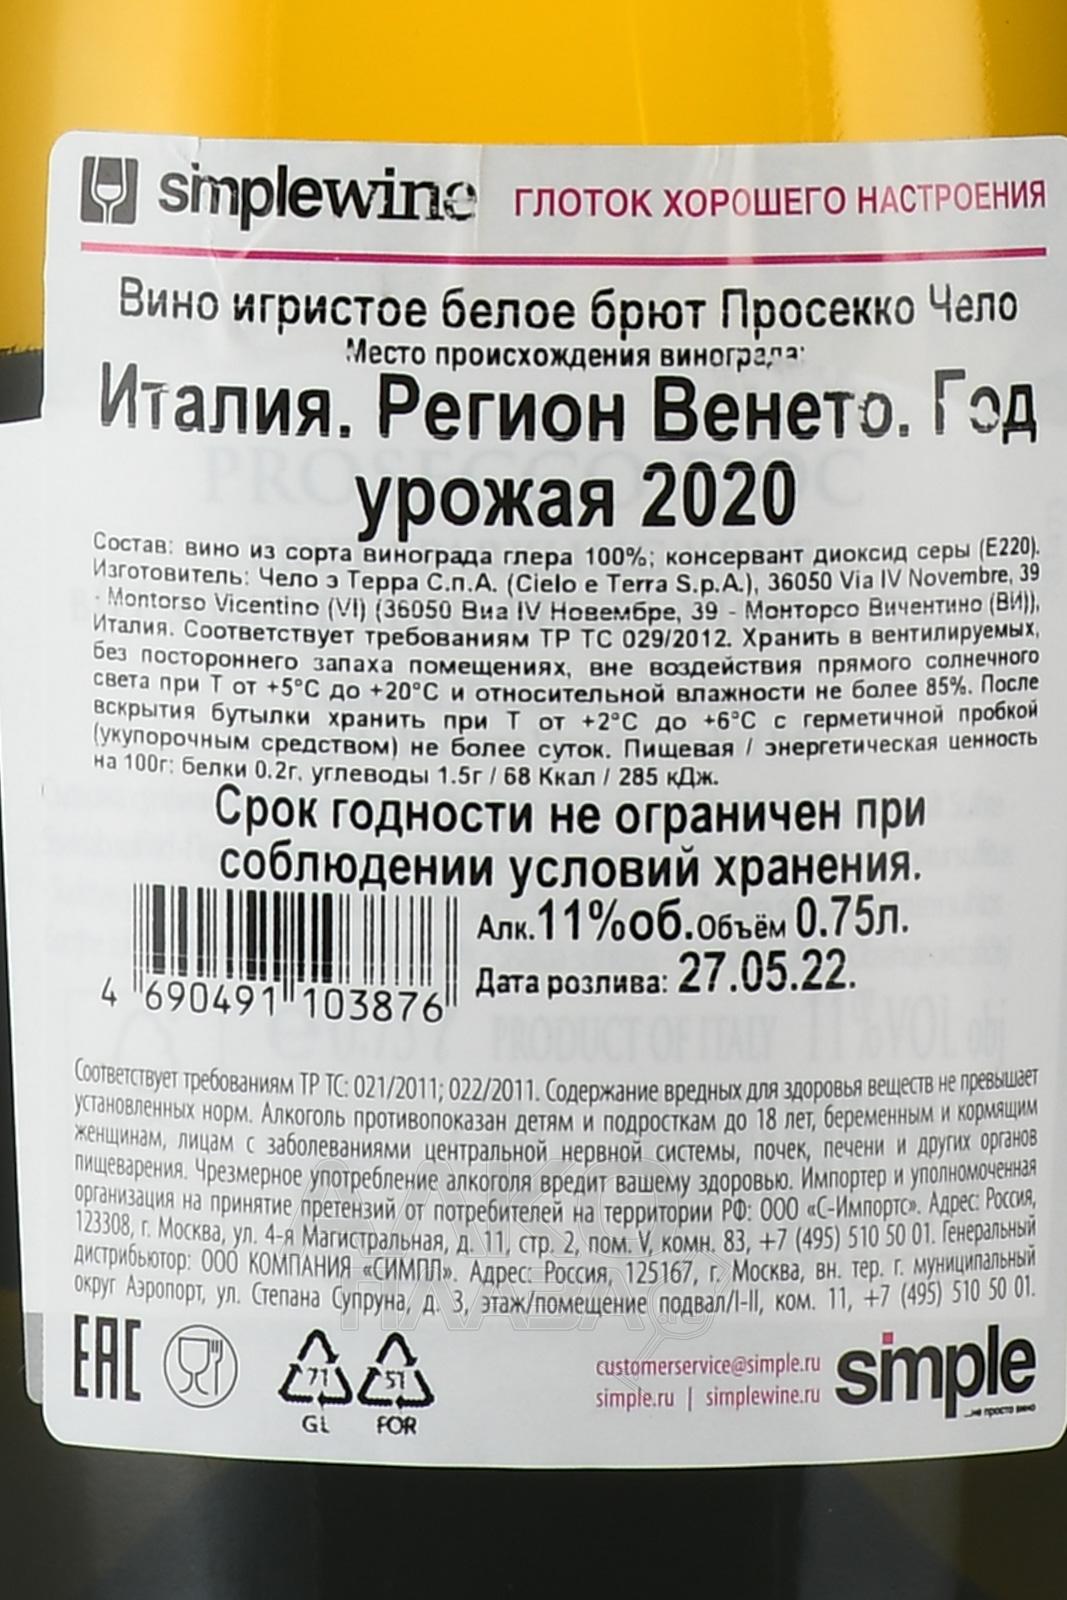 simplewine ГЛОТОК ХОРОШЕГО НАСТРОЕНИЯ
Вино игристое белое брют Просекко Чело
Место происхождения винограда:
Италия. Регион Венето. Год
урожая 2020
Состав: вино из сорта винограда глера 100%; консервант диоксид серы (Е220).
Изготовитель: Чело э Терра С.п.А. (Cielo e Terra S.p.A.), 36050 Via IV Novembre, 39
- Montorso Vicentino (VI) (36050 Виа IV Новембре, 39 - Монторсо Вичентино (ВИ)),
Италия. Соответствует требованиям ТР ТС 029/2012. Хранить в вентилируемых,
без постороннего запаха помещениях, вне воздействия прямого солнечного
света при Т от +5°С до +20°С и относительной влажности не более 85%. После
вскрытия бутылки хранить при Т от +2°С до +6°С с герметичной пробкой
(укупорочным средством) не более суток. Пищевая / энергетическая ценность
на 100г: белки 0.2г, углеводы 1.5г / 68 Ккал / 285 кДж.
Срок годности не ограничен при
соблюдении условий хранения.
Алк.11%об.Объём 0.75л.
Дата розлива: 27.05.22.
4 690491 103876
PROSECCO DOC
PRODUCT OF ITALY 11%VOL
Соответствует требованиям ТР ТС: 021/2011; 022/2011. Содержание вредных для здоровья веществ не превышает
установленных норм. Алкоголь противопоказан детям и подросткам до 18 лет, беременным и кормящим
женщинам, лицам с заболеваниями центральной нервной системы, почек, печени и других органов
пищеварения. Чрезмерное употребление алкоголя вредит вашему здоровью. Импортер и уполномоченная
организация на принятие претензий от потребителей на территории РФ: ООО «С-Импортс». Адрес: Россия,
123308, г. Москва, ул. 4-я Магистральная, д. 11, стр. 2, пом. V, комн. 83, +7 (495) 510 50 01. Генеральный
дистрибьютор: ООО КОМПАНИЯ «СИМПЛ». Адрес: Россия, 125167, г. Москва, вн. тер. г. муниципальный
округ Аэропорт, ул. Степана Супруна, д. 3, этаж/помещение подвал/I-II, ком. 11, +7 (495) 510 50 01.
ЕАС
71 51
GL FOR
customerservice@simple.ru
simple.ru | simplewine.ru
simple
...не просто вино